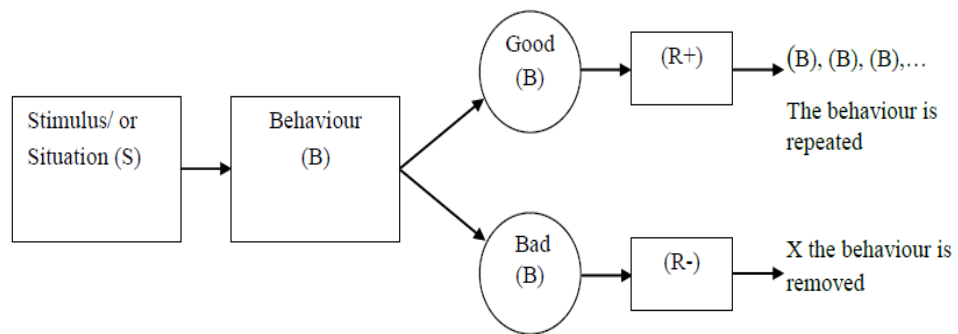 Stimulus/ or
Situation (S)
Behaviour
(B)
Good
(B)
(R+)
(B), (B), (B),…
The behaviour is
repeated
Bad
(B)
(R-)
X the behaviour is
removed